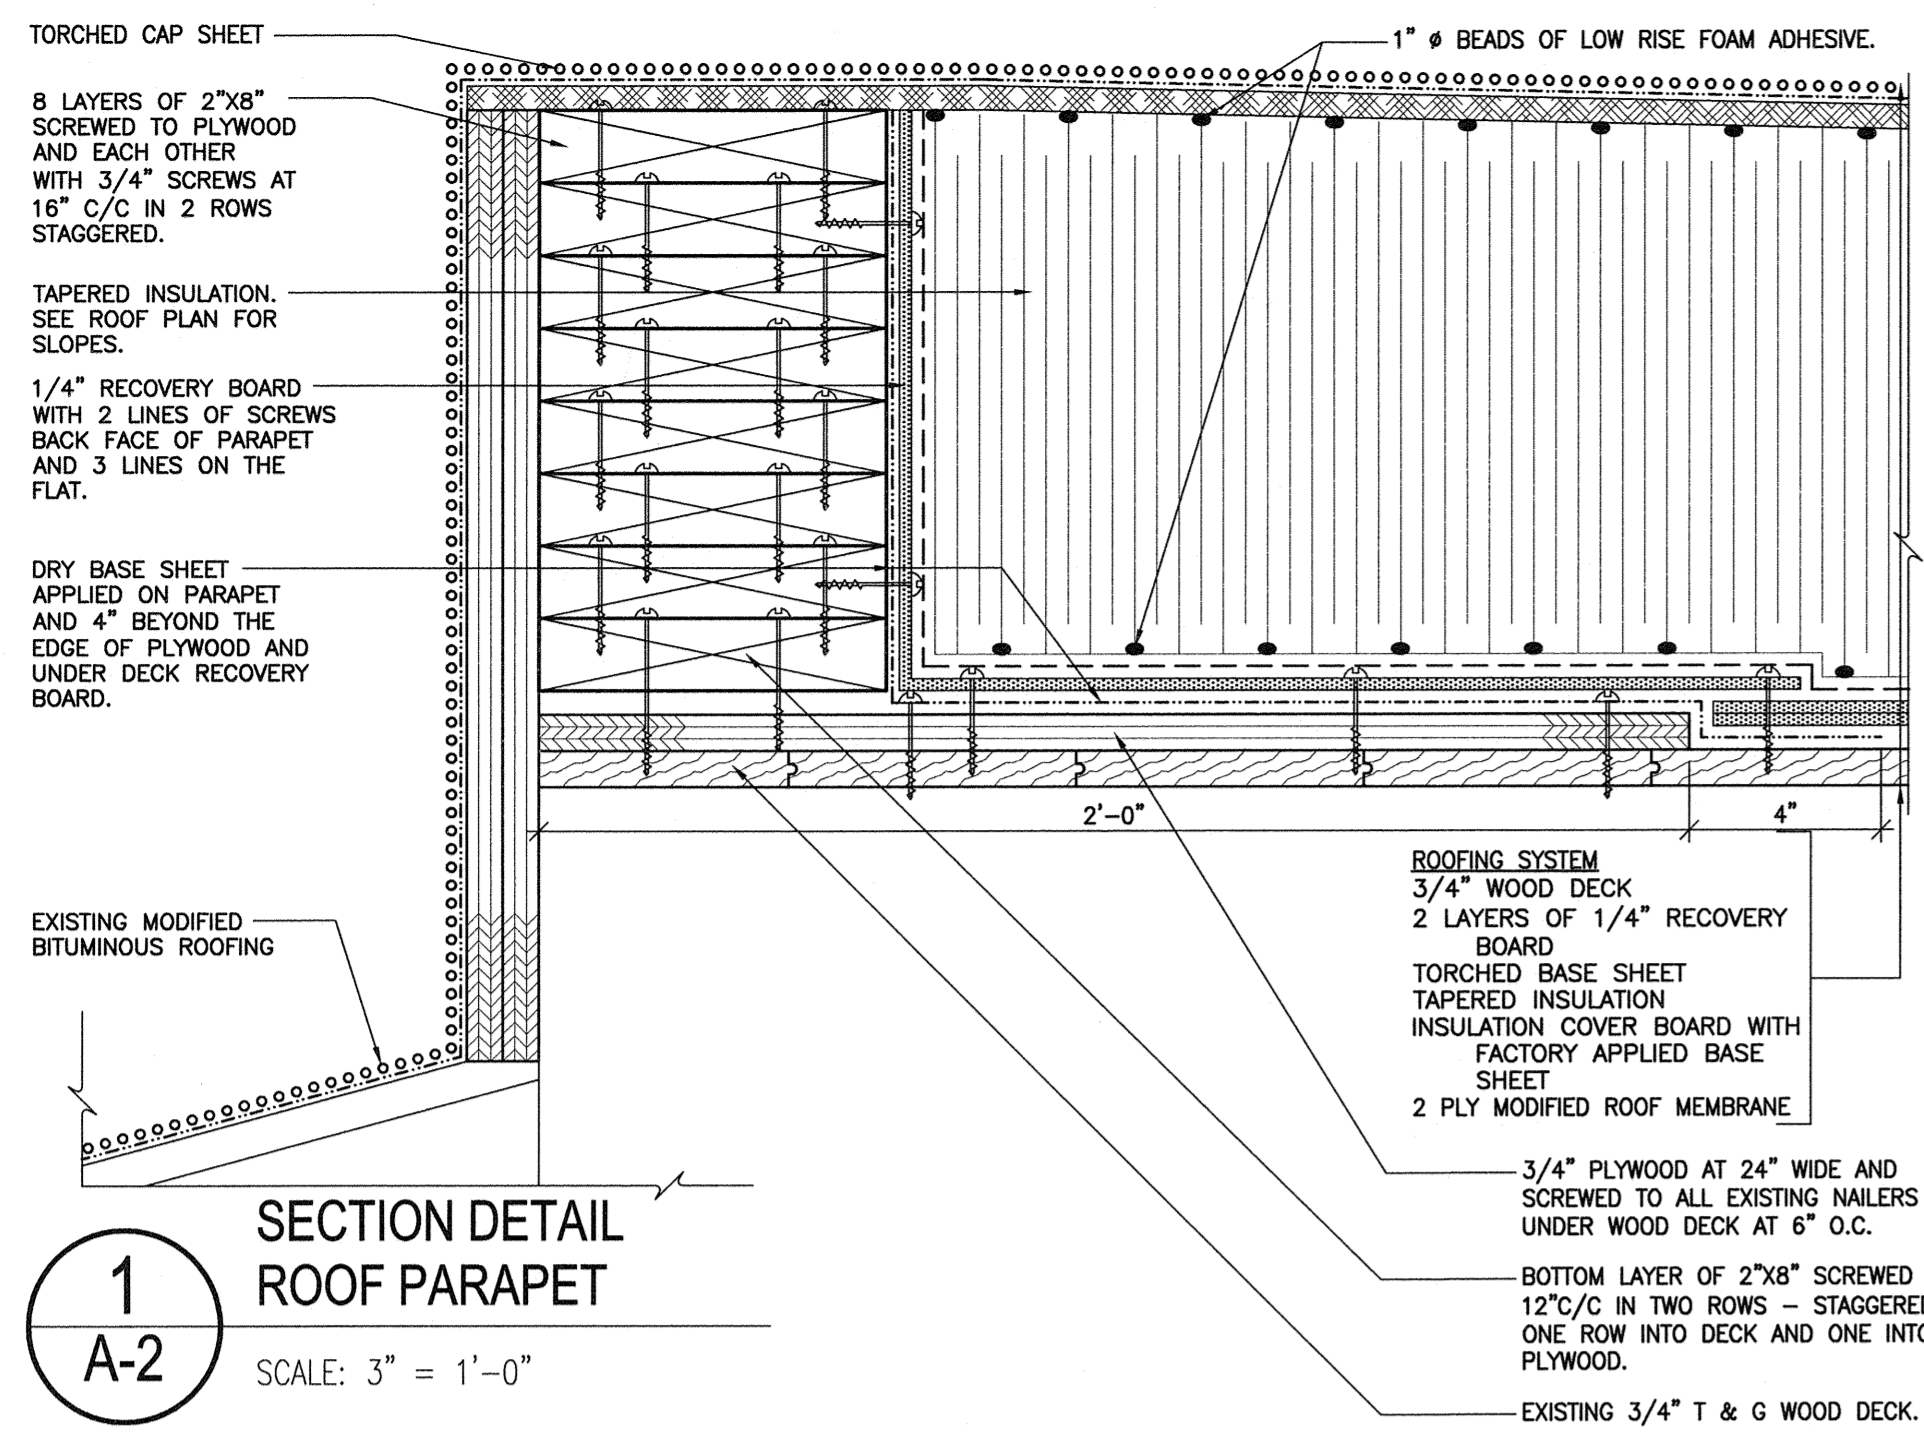 TORCHED CAP SHEET
8 LAYERS OF 2"X8"
SCREWED TO PLYWOOD
AND EACH OTHER
WITH 3/4" SCREWS AT
16" C/C IN 2 ROWS
STAGGERED.
TAPERED INSULATION.
SEE ROOF PLAN FOR
SLOPES.
1/4" RECOVERY BOARD
WITH 2 LINES OF SCREWS
BACK FACE OF PARAPET
AND 3 LINES ON THE
FLAT.
DRY BASE SHEET
APPLIED ON PARAPET
AND 4" BEYOND THE
EDGE OF PLYWOOD AND
UNDER DECK RECOVERY
BOARD.
EXISTING MODIFIED
BITUMINOUS ROOFING
1" ø BEADS OF LOW RISE FOAM ADHESIVE.
2'-0"
4"
ROOFING SYSTEM
3/4" WOOD DECK
2 LAYERS OF 1/4" RECOVERY
BOARD
TORCHED BASE SHEET
TAPERED INSULATION
INSULATION COVER BOARD WITH
FACTORY APPLIED BASE
SHEET
2 PLY MODIFIED ROOF MEMBRANE
3/4" PLYWOOD AT 24" WIDE AND
SCREWED TO ALL EXISTING NAILERS
UNDER WOOD DECK AT 6" O.C.
BOTTOM LAYER OF 2"X8" SCREWED
12"C/C IN TWO ROWS – STAGGERED
ONE ROW INTO DECK AND ONE INTO
PLYWOOD.
EXISTING 3/4" T & G WOOD DECK.
1
A-2
SECTION DETAIL
ROOF PARAPET
SCALE: 3" = 1'-0"